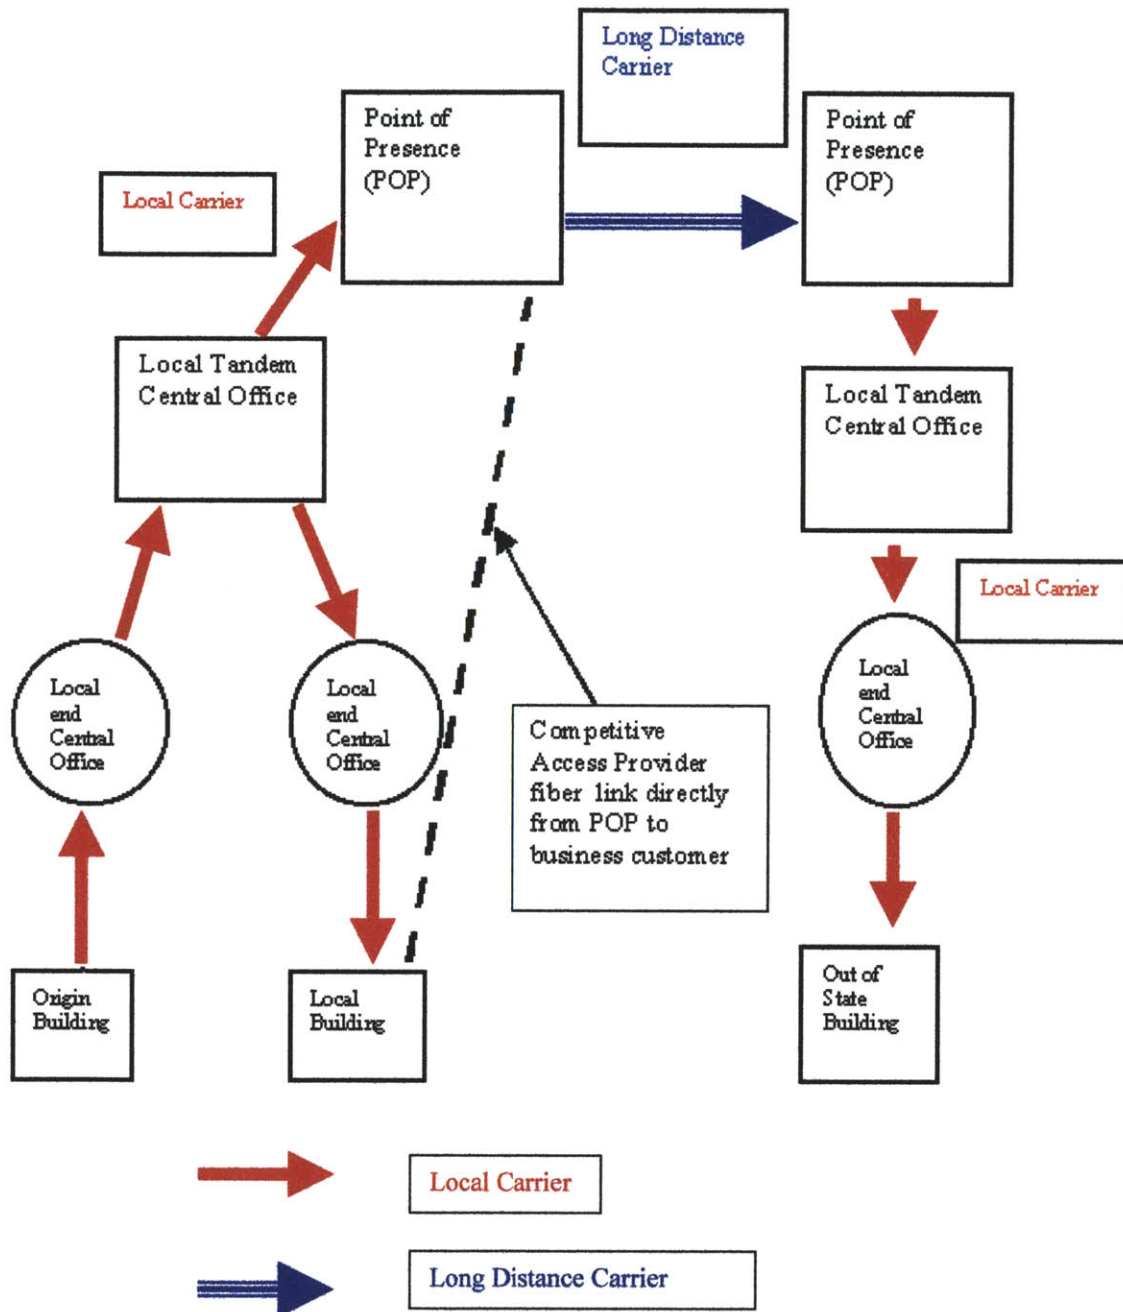 Long Distance
Carrier
Point of
Presence
(POP)
Point of
Presence
(POP)
Local Carrier
Local Tandem
Central Office
Local Tandem
Central Office
Local Carrier
Local
end
Central
Office
Local
end
Central
Office
Local
end
Central
Office
Competitive
Access Provider
fiber link directly
from POP to
business customer
Origin
Building
Local
Building
Out of
State
Building
Local Carrier
Long Distance Carrier